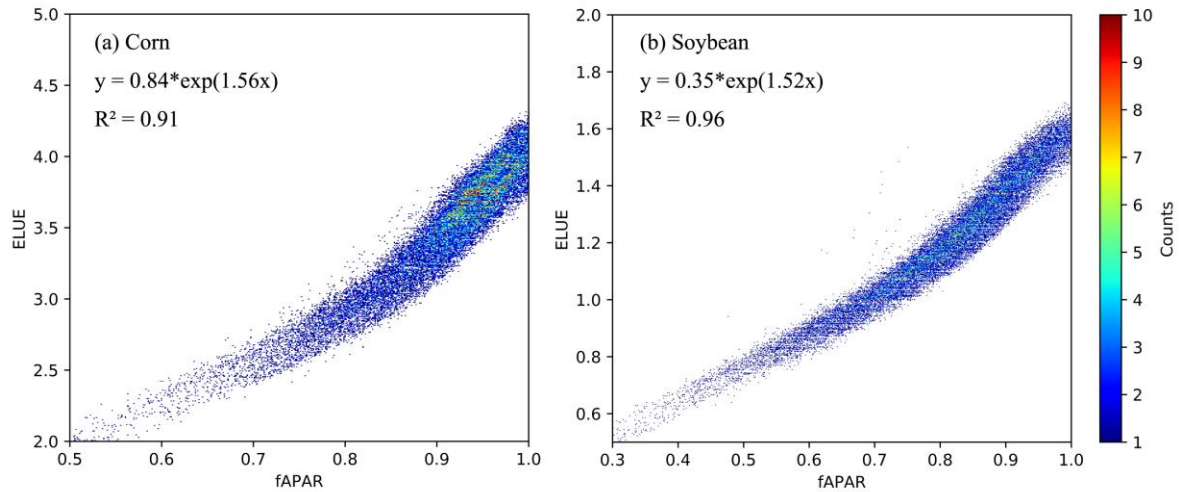 (a) Corn
y = 0.84*exp(1.56x)
R² = 0.91
5.0
4.5
4.0
3.5
3.0
2.5
2.0
ELUE
0.5 0.6 0.7 0.8 0.9 1.0
fAPAR
(b) Soybean
y = 0.35*exp(1.52x)
R² = 0.96
2.0
1.8
1.6
1.4
1.2
1.0
0.8
0.6
ELUE
0.3 0.4 0.5 0.6 0.7 0.8 0.9 1.0
fAPAR
10
9
8
7
6
5
4
3
2
1
Counts